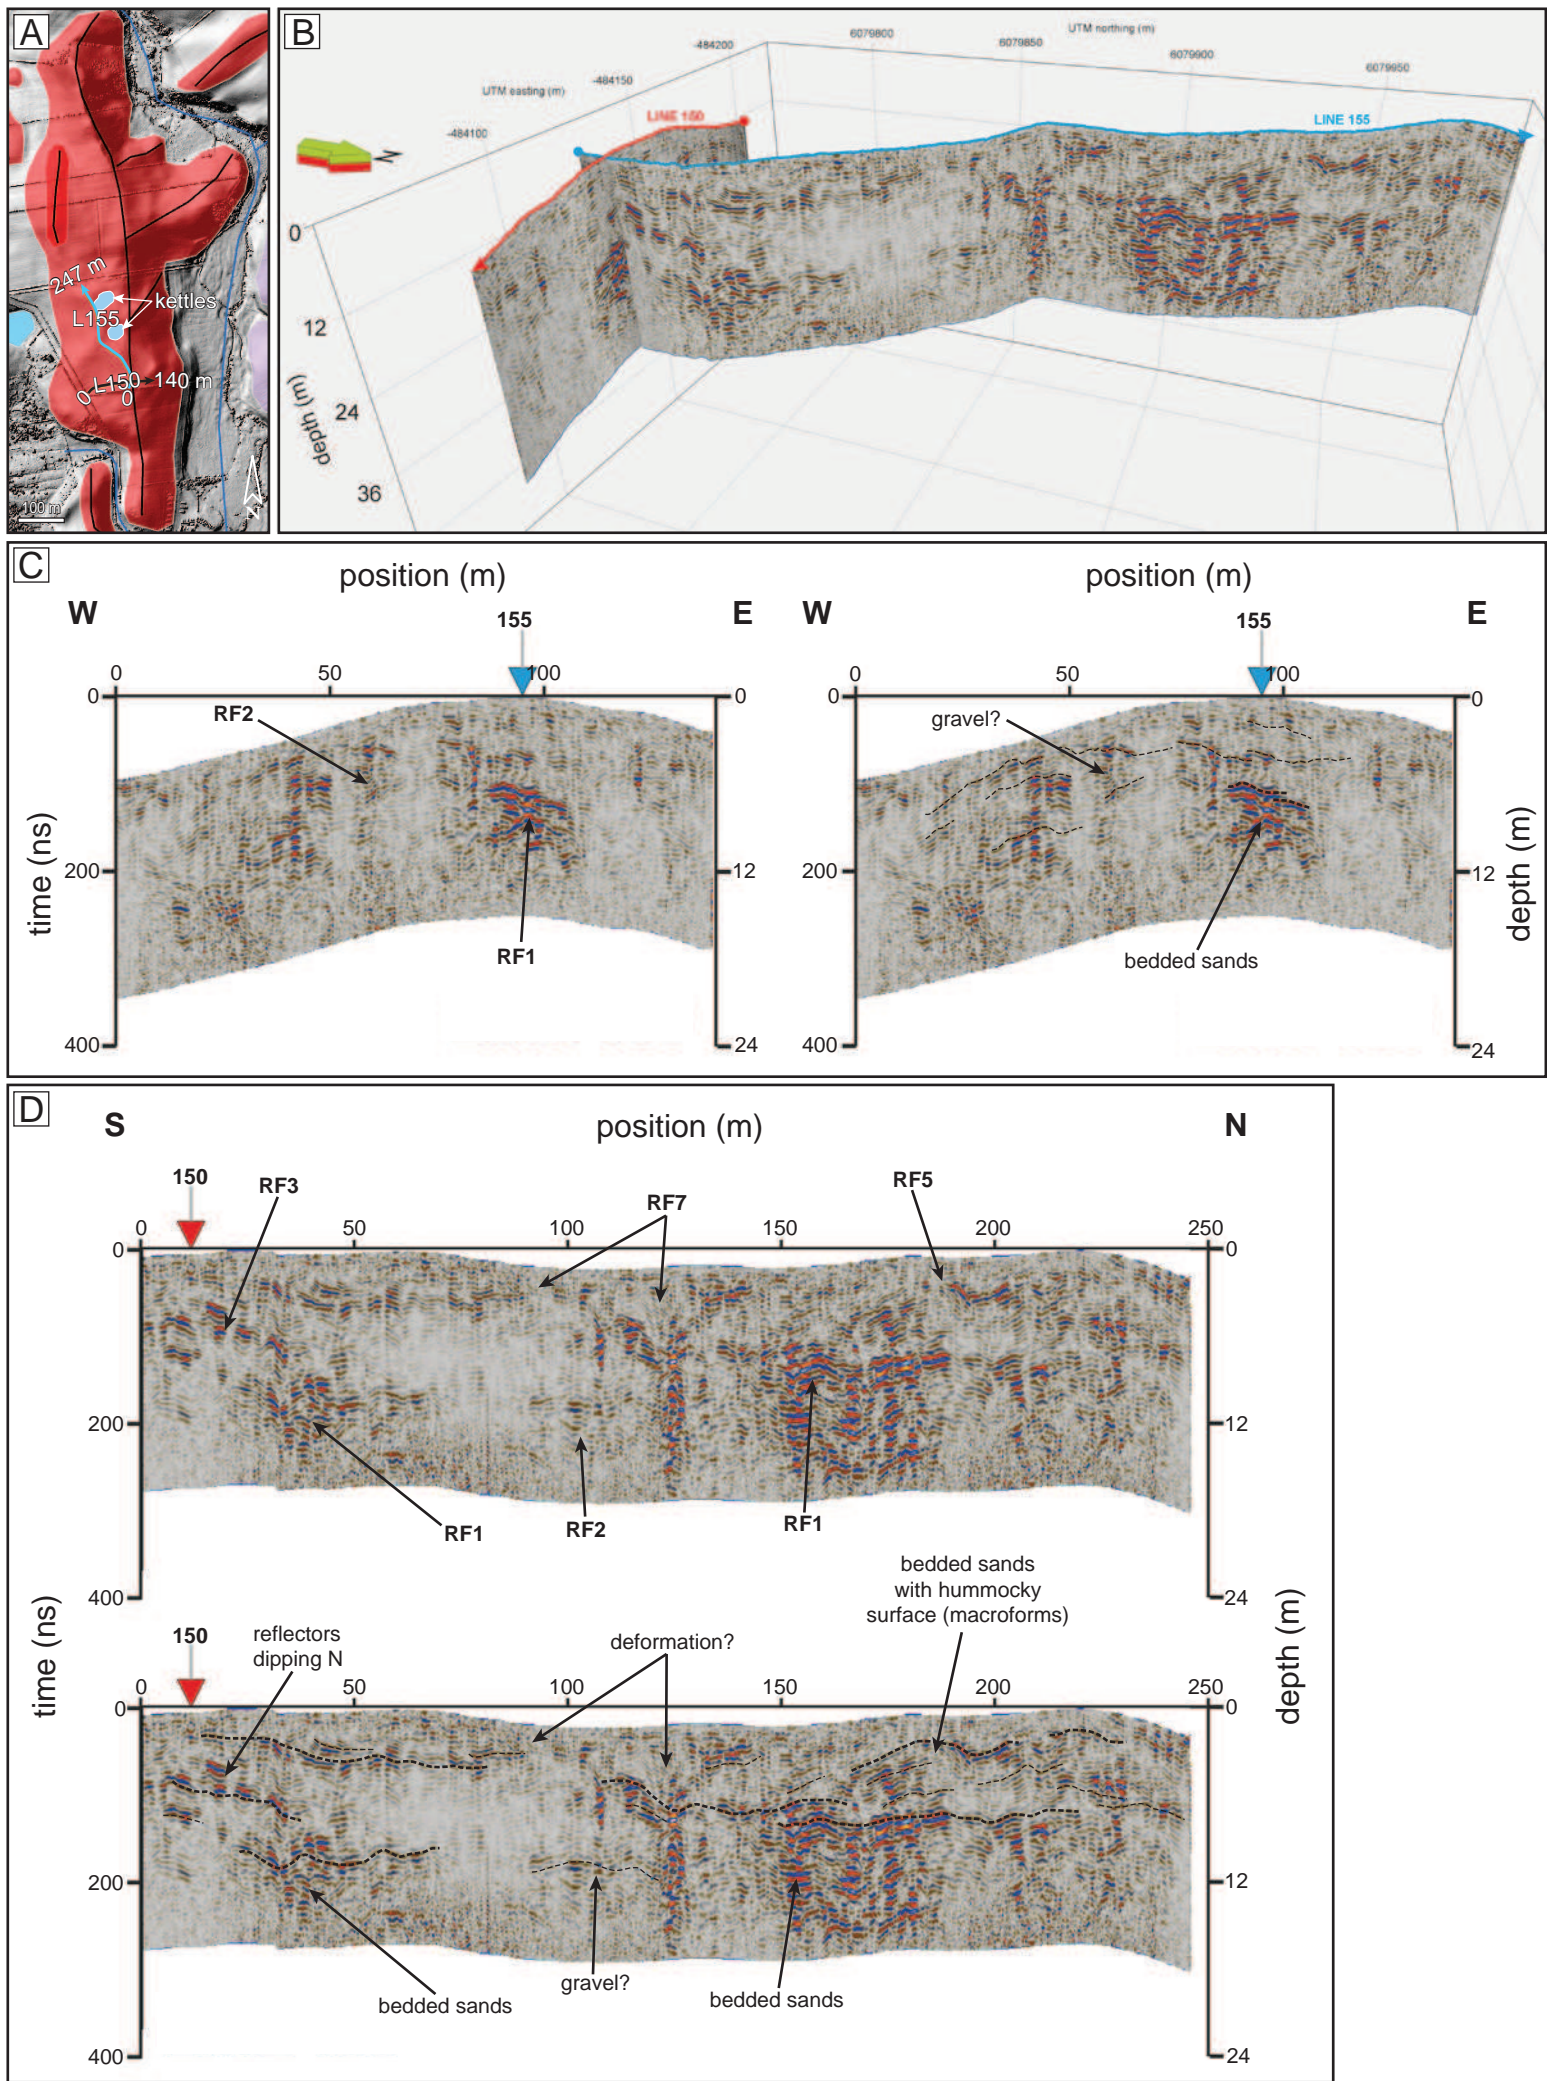 A
247 m
kettles
L155
L150
140 m
0
0
100 m
N
B
UTM northing (m)
6079800
6079850
6079900
6079950
-484200
-484150
-484100
UTM easting (m)
LINE 150
LINE 155
N
0
12
24
36
depth (m)
C
position (m)
position (m)
W
E
W
E
155
155
0
50
100
0
50
100
0
0
0
RF2
gravel?
time (ns)
200
12
200
12
depth (m)
RF1
bedded sands
400
24
400
24
D
S
position (m)
N
150
RF3
RF7
RF5
0
50
100
150
200
250
0
0
200
12
RF1
RF2
RF1
400
24
bedded sands
with hummocky
surface (macroforms)
time (ns)
depth (m)
150
reflectors
dipping N
deformation?
0
50
100
150
200
250
0
0
200
12
bedded sands
gravel?
bedded sands
400
24